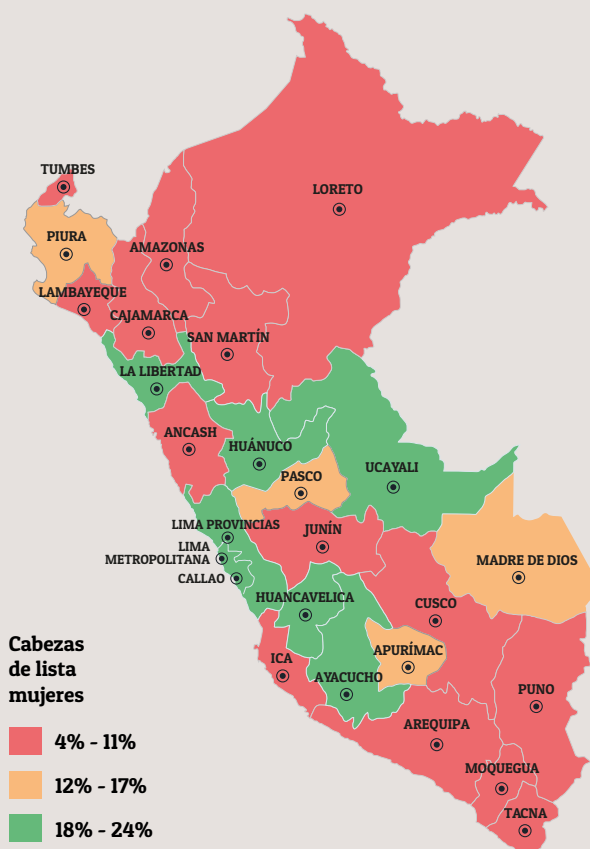 TUMBES
LORETO
PIURA
AMAZONAS
LAMBAYEQUE
CAJAMARCA
SAN MARTÍN
LA LIBERTAD
ANCASH
HUÁNUCO
UCAYALI
PASCO
LIMA PROVINCIAS
JUNÍN
LIMA
METROPOLITANA
MADRE DE DIOS
CALLAO
HUANCAVELICA
CUSCO
APURÍMAC
ICA
AYACUCHO
PUNO
AREQUIPA
MOQUEGUA
TACNA
Cabezas
de lista
mujeres
4% - 11%
12% - 17%
18% - 24%